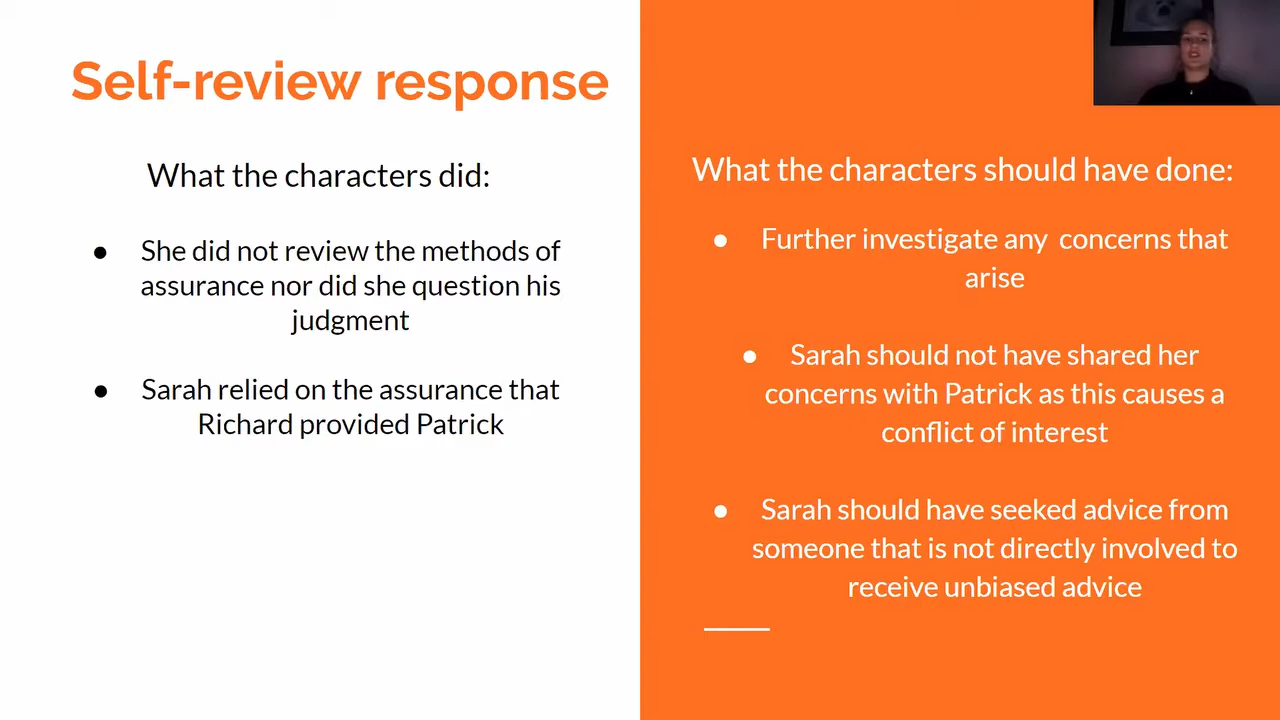 Self-review response
What the characters did:
● She did not review the methods of
assurance nor did she question his
judgment
● Sarah relied on the assurance that
Richard provided Patrick
What the characters should have done:
● Further investigate any  concerns that
arise
● Sarah should not have shared her
concerns with Patrick as this causes a
conflict of interest
● Sarah should have seeked advice from
someone that is not directly involved to
receive unbiased advice